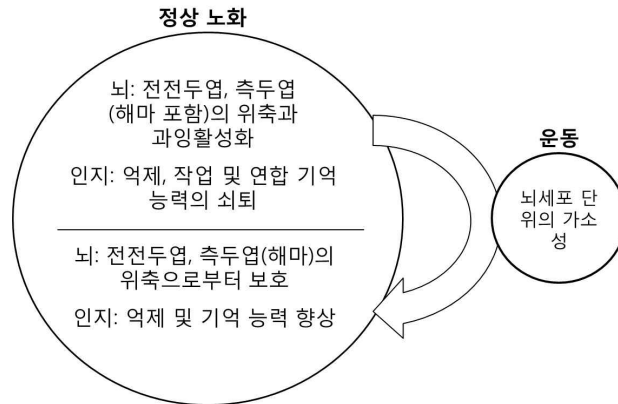 정상 노화
뇌: 전전두엽, 측두엽
(해마 포함)의 위축과
과잉활성화
인지: 억제, 작업 및 연합 기억
능력의 쇠퇴
뇌: 전전두엽, 측두엽(해마)의
위축으로부터 보호
인지: 억제 및 기억 능력 향상
운동
뇌세포 단
위의 가소
성